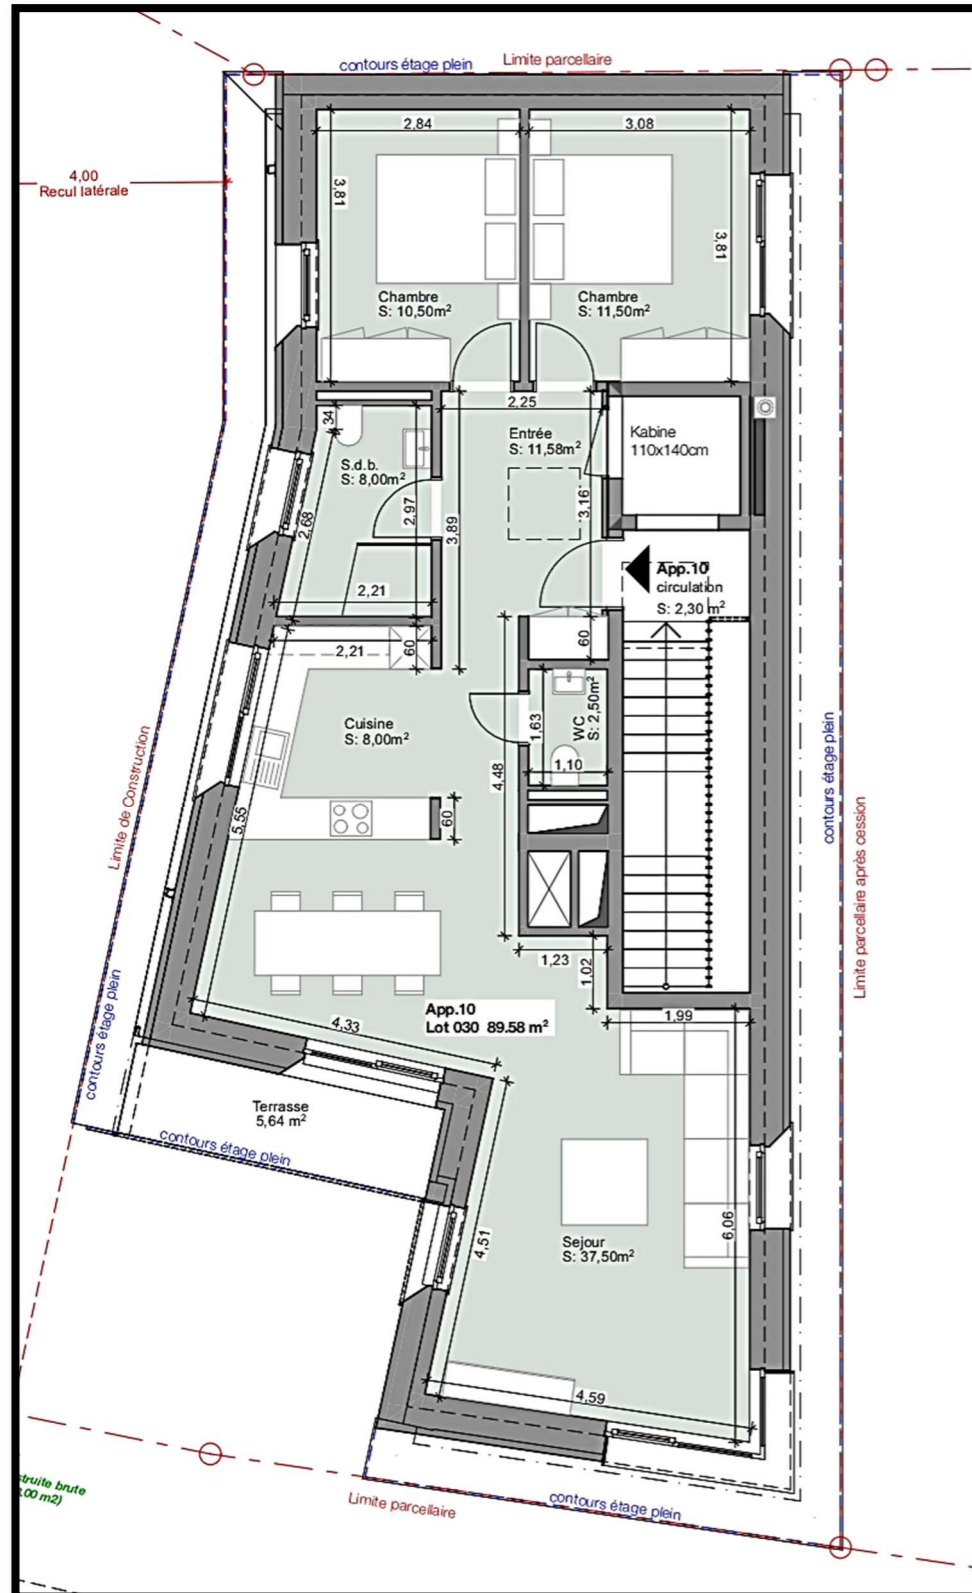 contours étage plein
Limite parcellaire
4,00
Recul latérale
2,84
3,08
3,81
3,81
Chambre
S: 10,50m²
Chambre
S: 11,50m²
2,25
34
Entrée
S: 11,58m²
Kabine
110x140cm
S.d.b.
S: 8,00m²
2,97
2,68
3,89
3,16
App.10
circulation
S: 2,30 m²
2,21
2,21
60
60
Cuisine
S: 8,00m²
WC
S: 2,50m²
1,63
1,10
4,48
5,55
60
Limite de Construction
contours étage plein
Limite parcellaire après cession
1,23
1,02
App.10
Lot 030 89.58 m²
1,99
4,33
contours étage plein
Terrasse
5,64 m²
contours étage plein
4,51
6,06
Sejour
S: 37,50m²
4,59
struite brute
.00 m2)
Limite parcellaire
contours étage plein